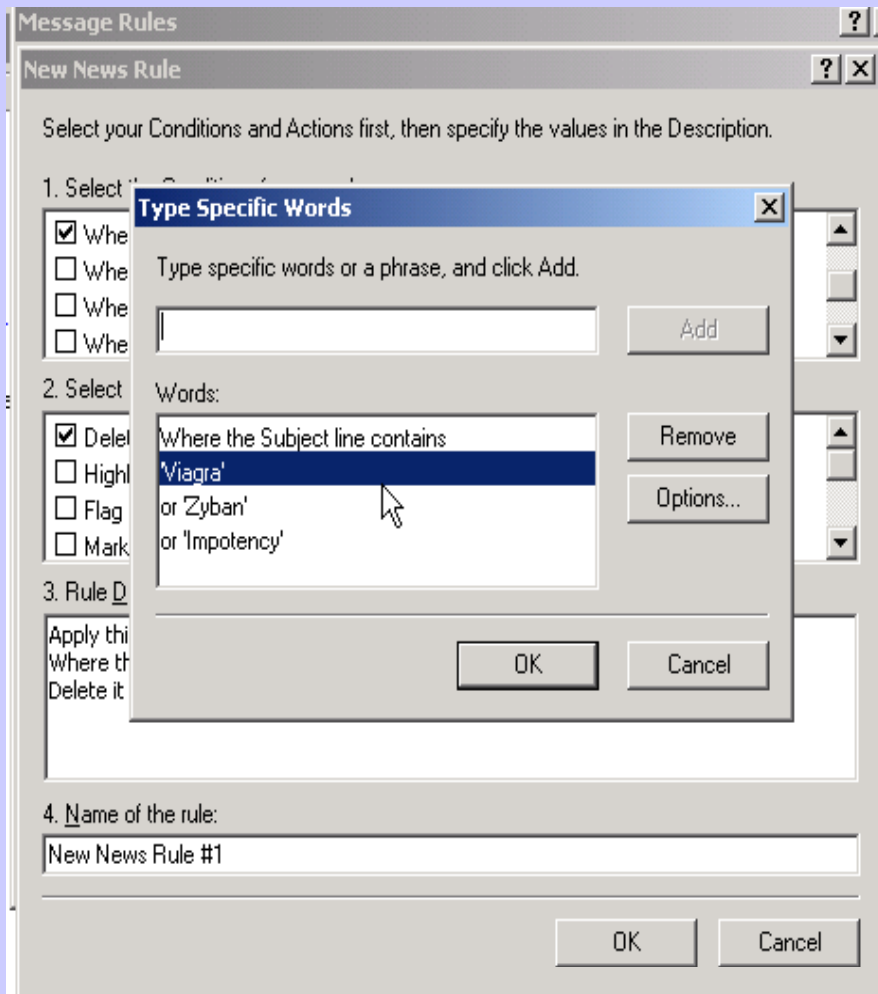 Message Rules
New News Rule
Select your Conditions and Actions first, then specify the values in the Description.
1. Select
Type Specific Words
Whe
Whe
Whe
Whe
Type specific words or a phrase, and click Add.
Add
2. Select
Words:
Delet
Highl
Flag
Mark
Where the Subject line contains
'Viagra'
or 'Zyban'
or 'Impotency'
Remove
Options...
3. Rule D
Apply thi
Where th
Delete it
OK
Cancel
4. Name of the rule:
New News Rule #1
OK
Cancel